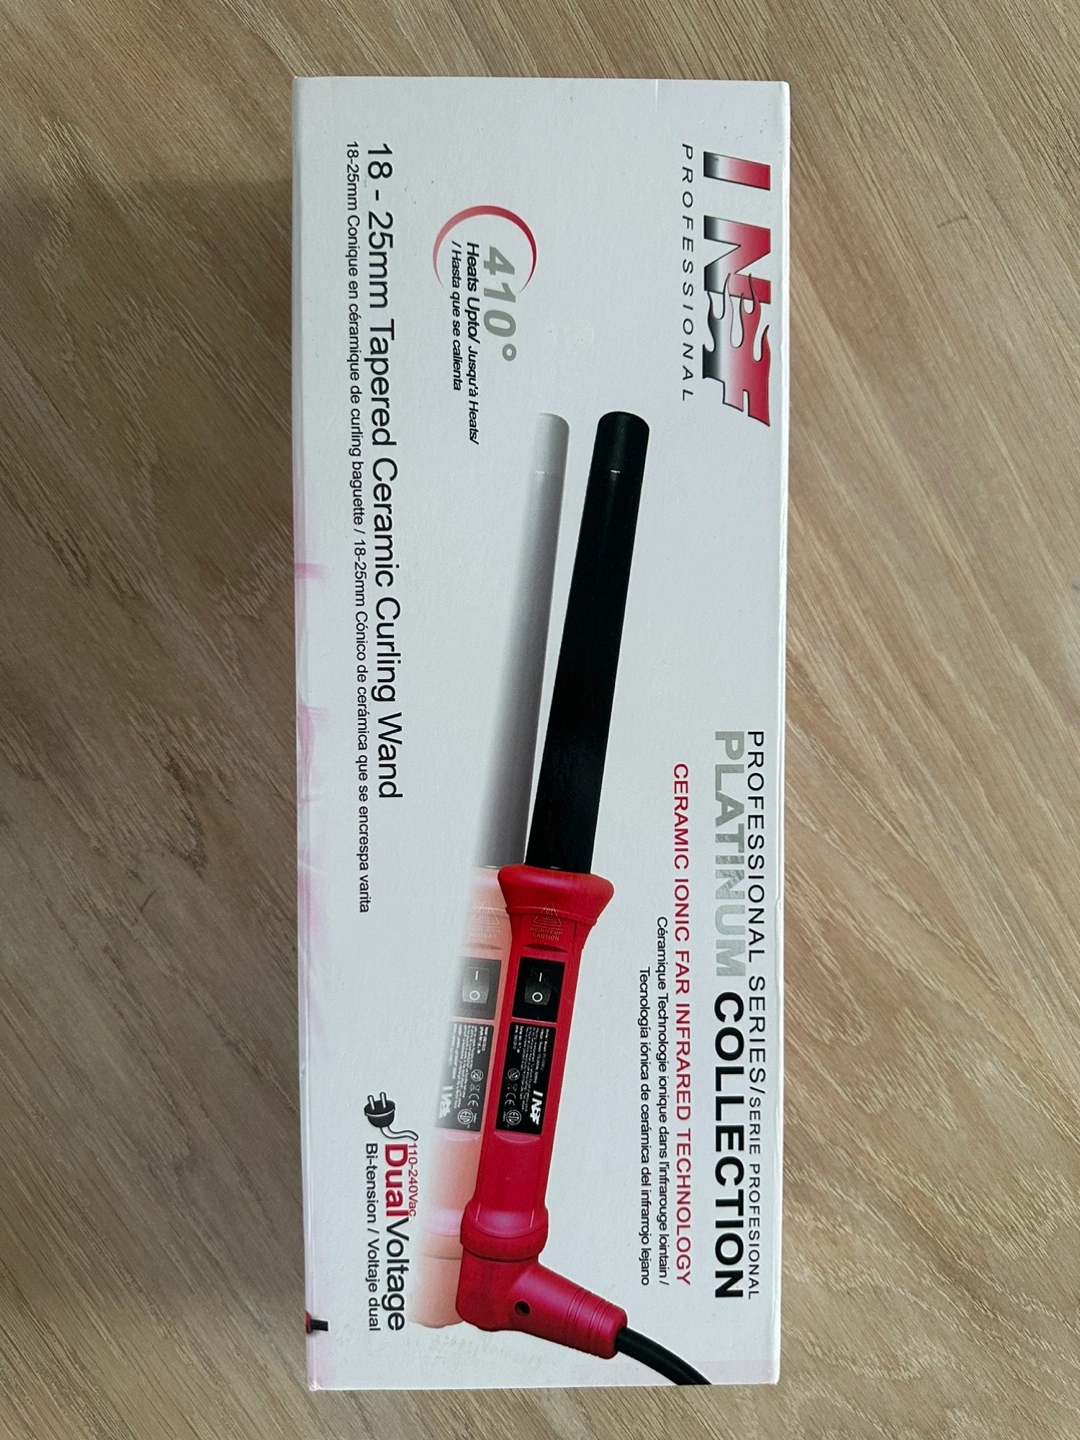 I NF
PROFESSIONAL
PROFESSIONAL SERIES/SERIE PROFESIONAL
PLATINUM COLLECTION
CERAMIC IONIC FAR INFRARED TECHNOLOGY
Céramique Technologie ionique dans l'infrarouge lointain /
Tecnología iónica de cerámica del infrarrojo lejano
410°
Heats Upto/ Jusqu'à Heats/
/ Hasta que se calienta
18 - 25mm Tapered Ceramic Curling Wand
18-25mm Conique en céramique de curling baguette / 18-25mm Cónico de cerámica que se encrespa varita
110-240Vac
DualVoltage
Bi-tension / Voltaje dual